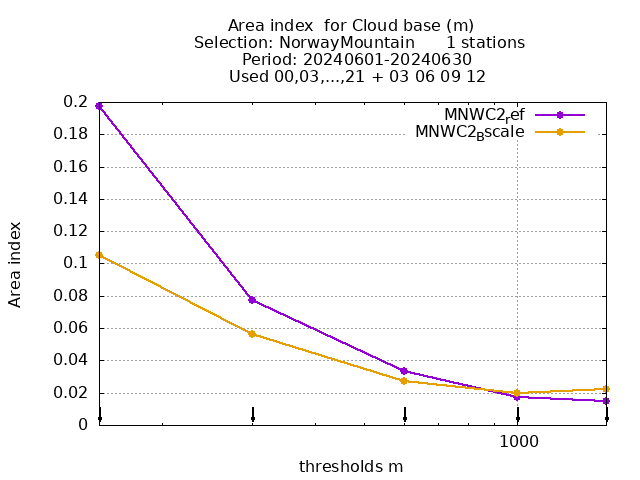 Area index  for Cloud base (m)
Selection: NorwayMountain      1 stations
Period: 20240601-20240630
Used 00,03,...,21 + 03 06 09 12
MNWC2ref
MNWC2Bscale
0.2
0.18
0.16
0.14
0.12
0.1
0.08
0.06
0.04
0.02
0
Area index
1000
thresholds m